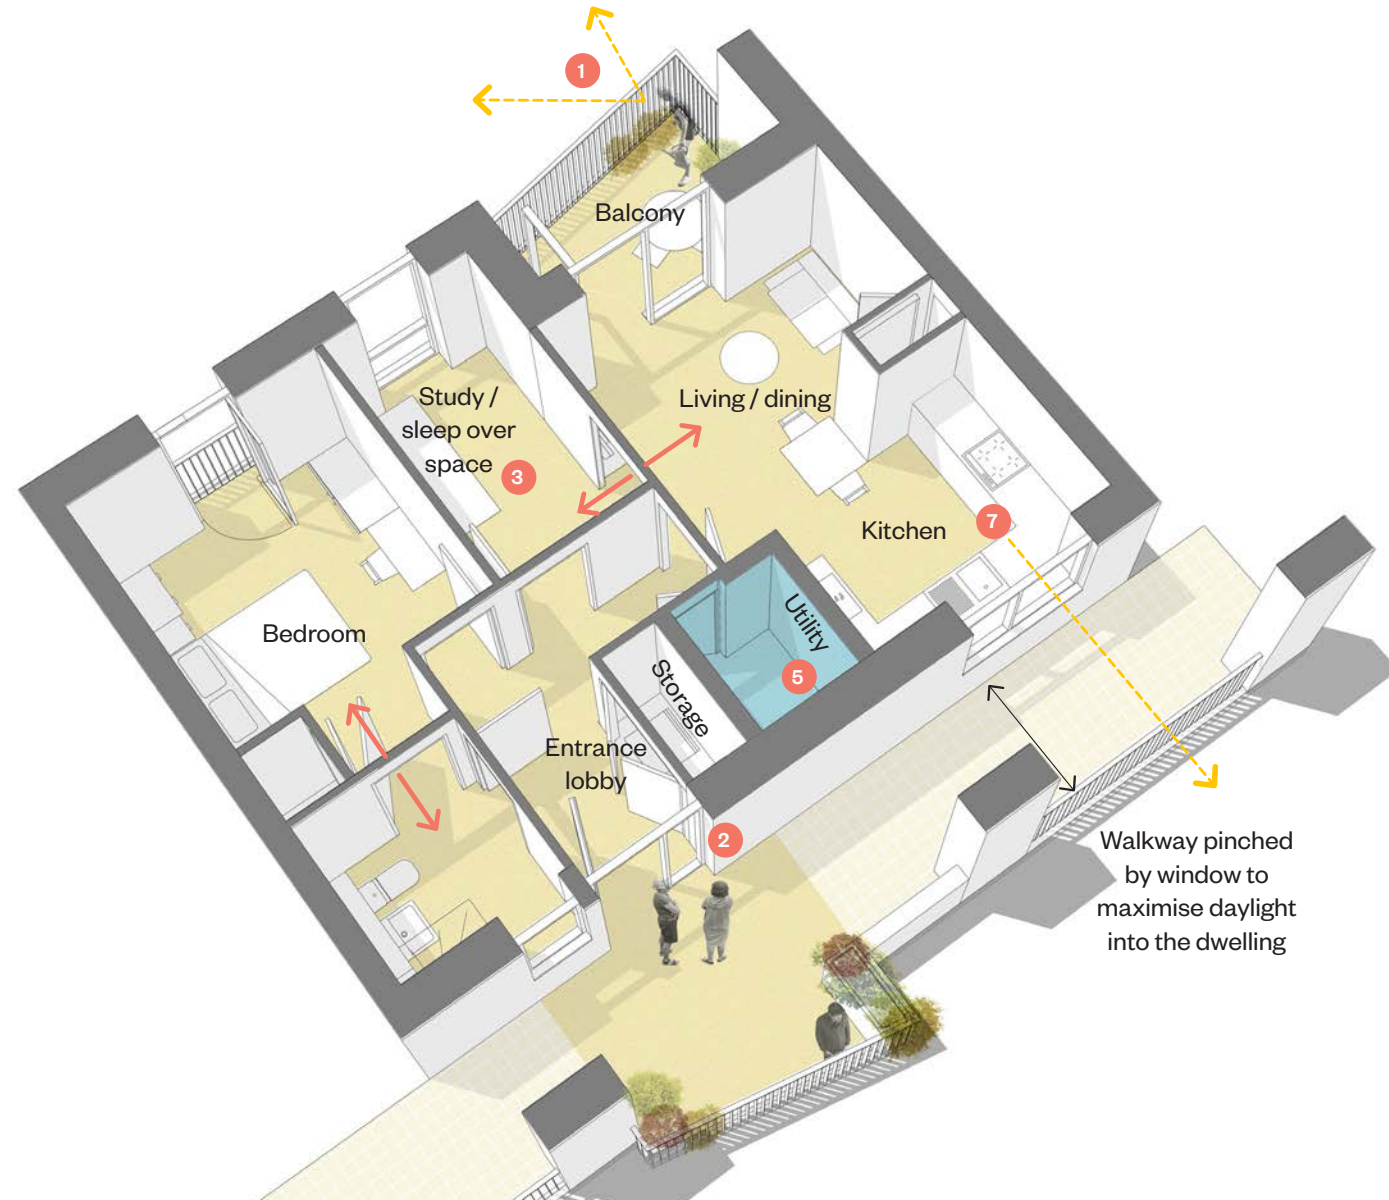 1
Balcony
Study /
sleep over
space
3
Living / dining
Kitchen
7
Bedroom
Utility
5
Storage
Entrance
lobby
2
Walkway pinched
by window to
maximise daylight
into the dwelling